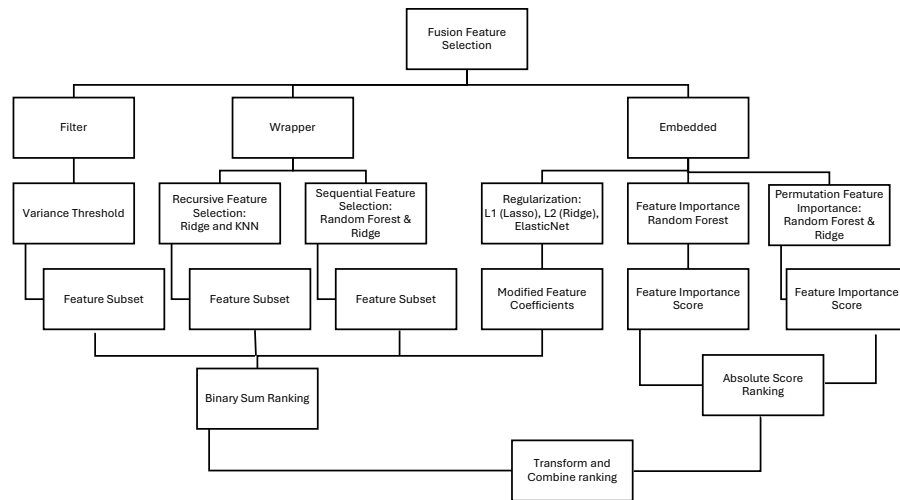 Fusion Feature
Selection
Filter
Wrapper
Embedded
Variance Threshold
Recursive Feature
Selection:
Ridge and KNN
Sequential Feature
Selection:
Random Forest &
Ridge
Regularization:
L1 (Lasso), L2 (Ridge),
ElasticNet
Feature Importance
Random Forest
Permutation Feature
Importance:
Random Forest &
Ridge
Feature Subset
Feature Subset
Feature Subset
Modified Feature
Coefficients
Feature Importance
Score
Feature Importance
Score
Binary Sum Ranking
Absolute Score
Ranking
Transform and
Combine ranking